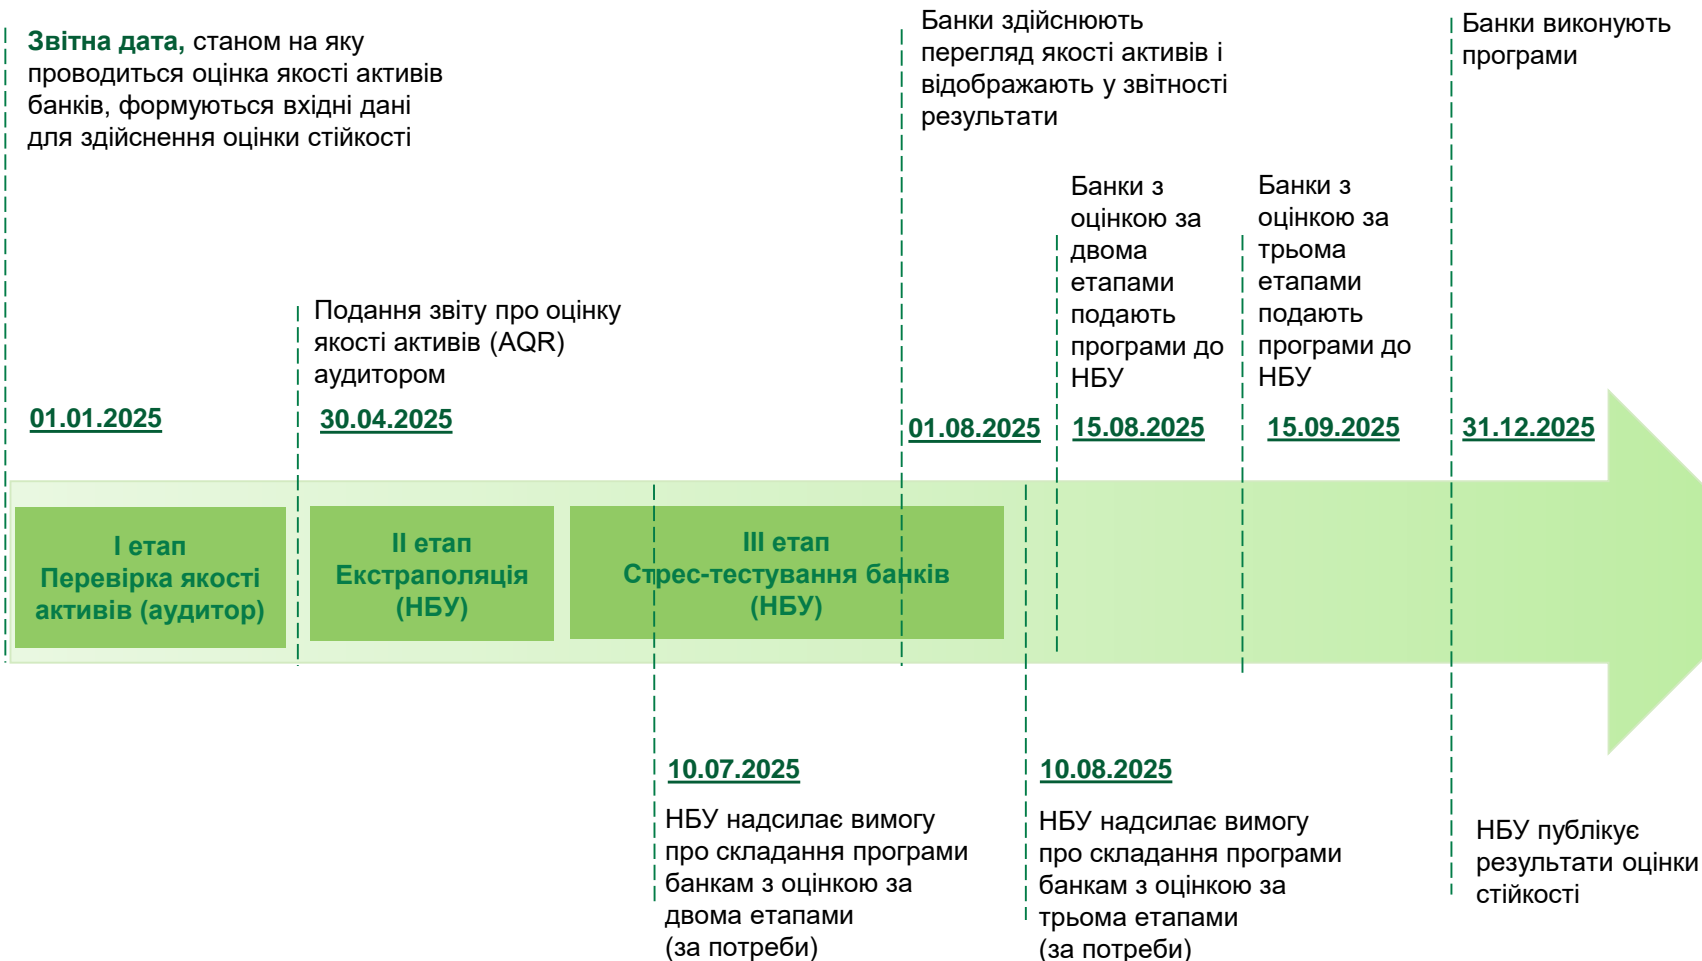 Звітна дата, станом на яку
проводиться оцінка якості активів
банків, формуються вхідні дані
для здійснення оцінки стійкості
Банки здійснюють
перегляд якості активів і
відображають у звітності
результати
Банки виконують
програми
Банки з
оцінкою за
двома
етапами
подають
програми до
НБУ
Банки з
оцінкою за
трьома
етапами
подають
програми до
НБУ
Подання звіту про оцінку
якості активів (AQR)
аудитором
01.01.2025
30.04.2025
01.08.2025
15.08.2025
15.09.2025
31.12.2025
І етап
Перевірка якості
активів (аудитор)
ІІ етап
Екстраполяція
(НБУ)
ІІІ етап
Стрес-тестування банків
(НБУ)
10.07.2025
НБУ надсилає вимогу
про складання програми
банкам з оцінкою за
двома етапами
(за потреби)
10.08.2025
НБУ надсилає вимогу
про складання програми
банкам з оцінкою за
трьома етапами
(за потреби)
НБУ публікує
результати оцінки
стійкості